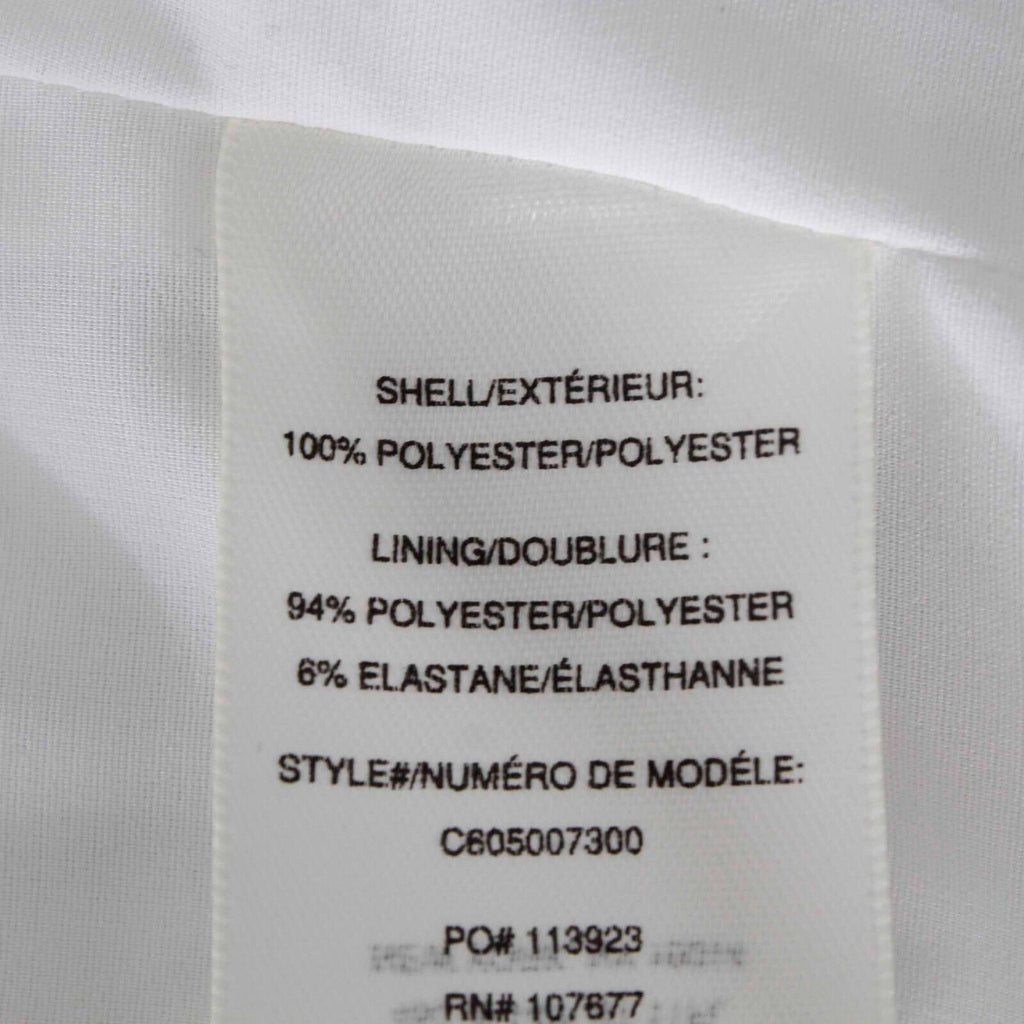 SHELL/EXTÉRIEUR:
100% POLYESTER/POLYESTER
LINING/DOUBLURE :
94% POLYESTER/POLYESTER
6% ELASTANE/ÉLASTHANNE
STYLE#/NUMÉRO DE MODÉLE:
C605007300
PO# 113923
RN# 107677